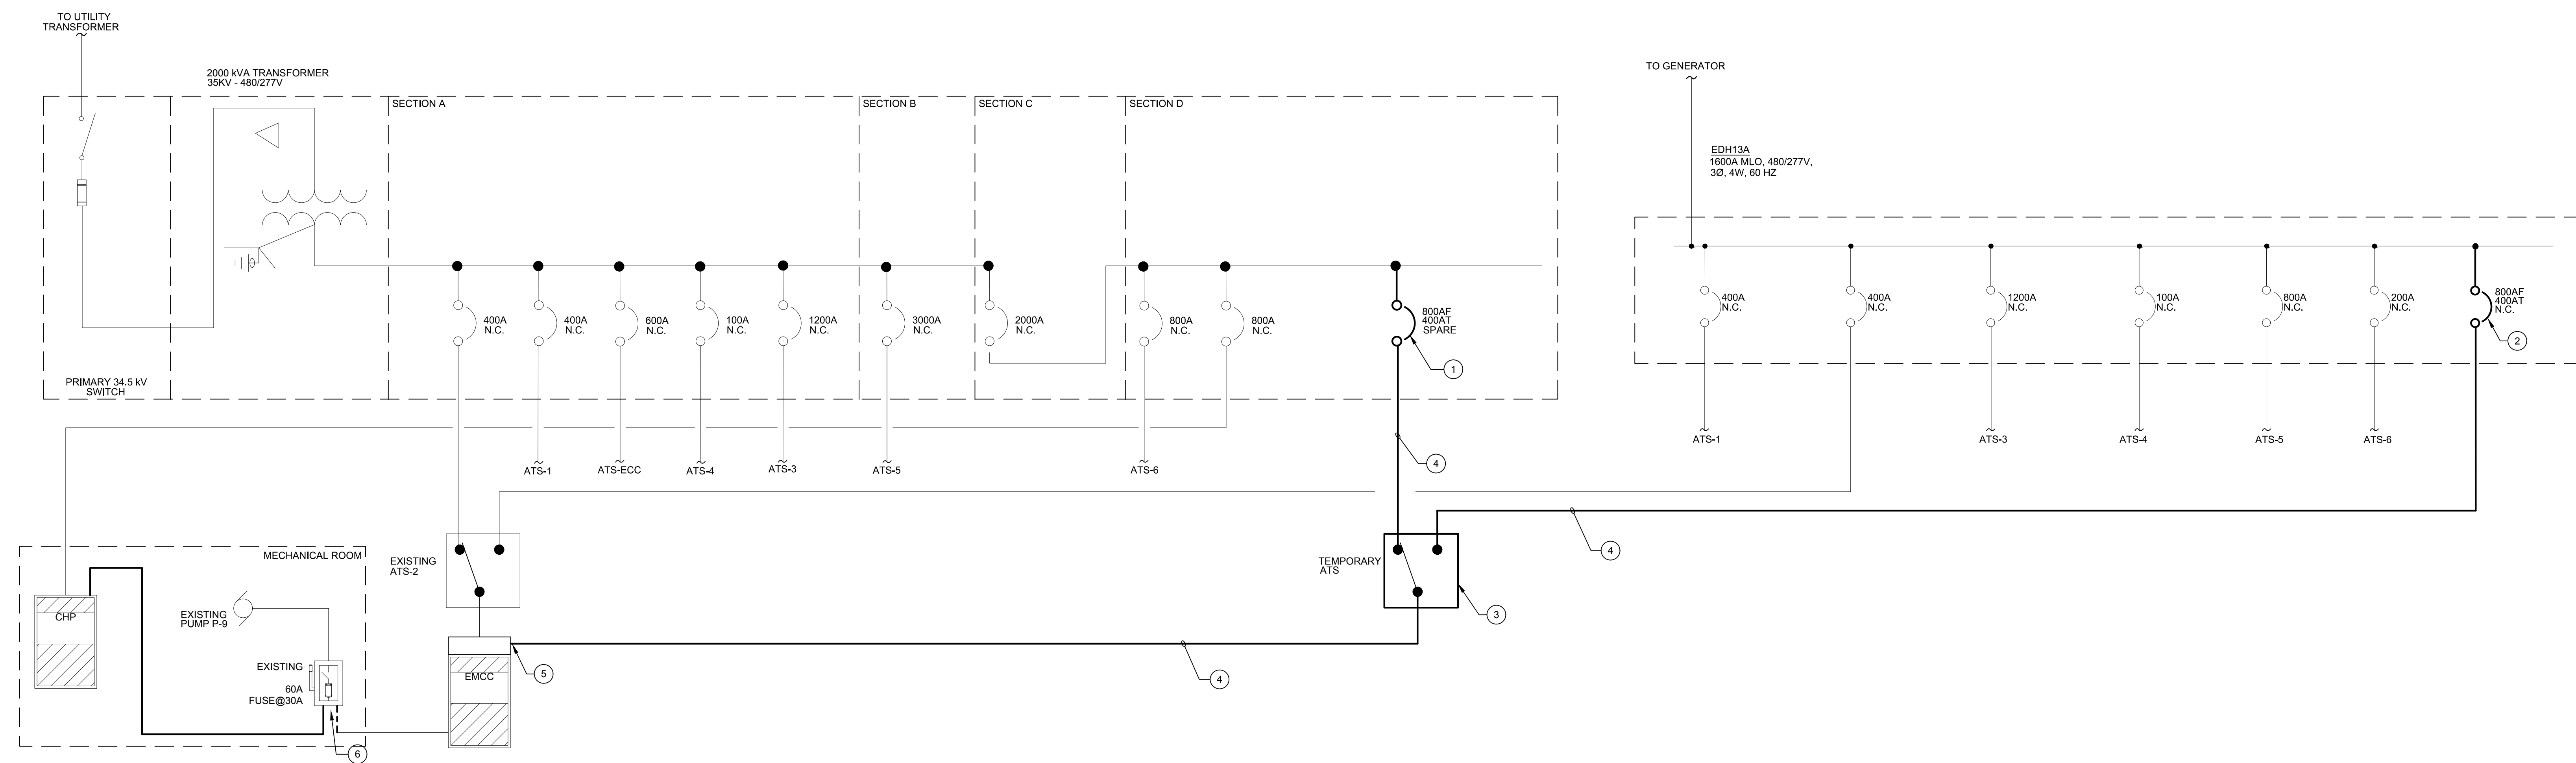 TO UTILITY
TRANSFORMER
2000 kVA TRANSFORMER
35KV - 480/277V
TO GENERATOR
SECTION A
SECTION B
SECTION C
SECTION D
EDH13A
1600A MLO, 480/277V,
3Ø, 4W, 60 HZ
400A
N.C.
400A
N.C.
600A
N.C.
100A
N.C.
1200A
N.C.
3000A
N.C.
2000A
N.C.
800A
N.C.
800A
N.C.
800AF
400AT
SPARE
1
400A
N.C.
400A
N.C.
1200A
N.C.
100A
N.C.
800A
N.C.
200A
N.C.
800AF
400AT
N.C.
2
PRIMARY 34.5 kV
SWITCH
ATS-1
ATS-ECC
ATS-4
ATS-3
ATS-5
ATS-6
4
ATS-1
ATS-3
ATS-4
ATS-5
ATS-6
MECHANICAL ROOM
EXISTING
ATS-2
TEMPORARY
ATS
4
3
CHP
EXISTING
PUMP P-9
EXISTING
60A
FUSE@30A
EMCC
5
4
6